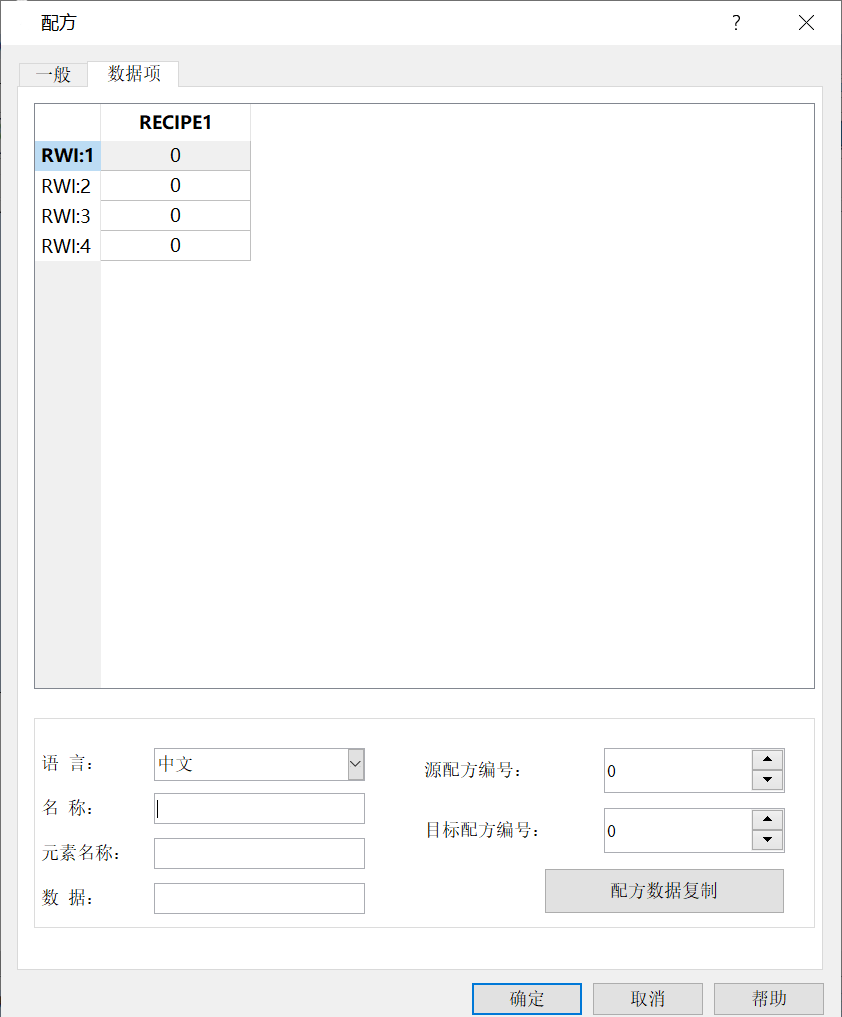 配方
?
一般 数据项
RECIPE1
RWI:1 0
RWI:2 0
RWI:3 0
RWI:4 0
语 言: 中文
源配方编号: 0
名 称:
目标配方编号: 0
元素名称:
数 据:
配方数据复制
确定 取消 帮助